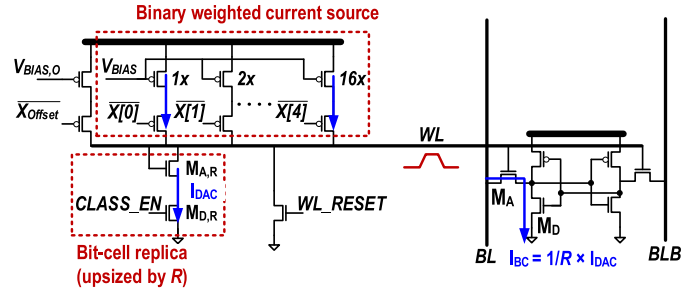 Binary weighted current source
V_BIAS,O
V_BIAS
1x
2x
16x
X̅_Offset
X̅[0]
X̅[1]
X̅[4]
WL
M_A,R
I_DAC
CLASS_EN
M_D,R
WL_RESET
M_A
M_D
Bit-cell replica
(upsized by R)
BL
I_BC = 1/R × I_DAC
BLB